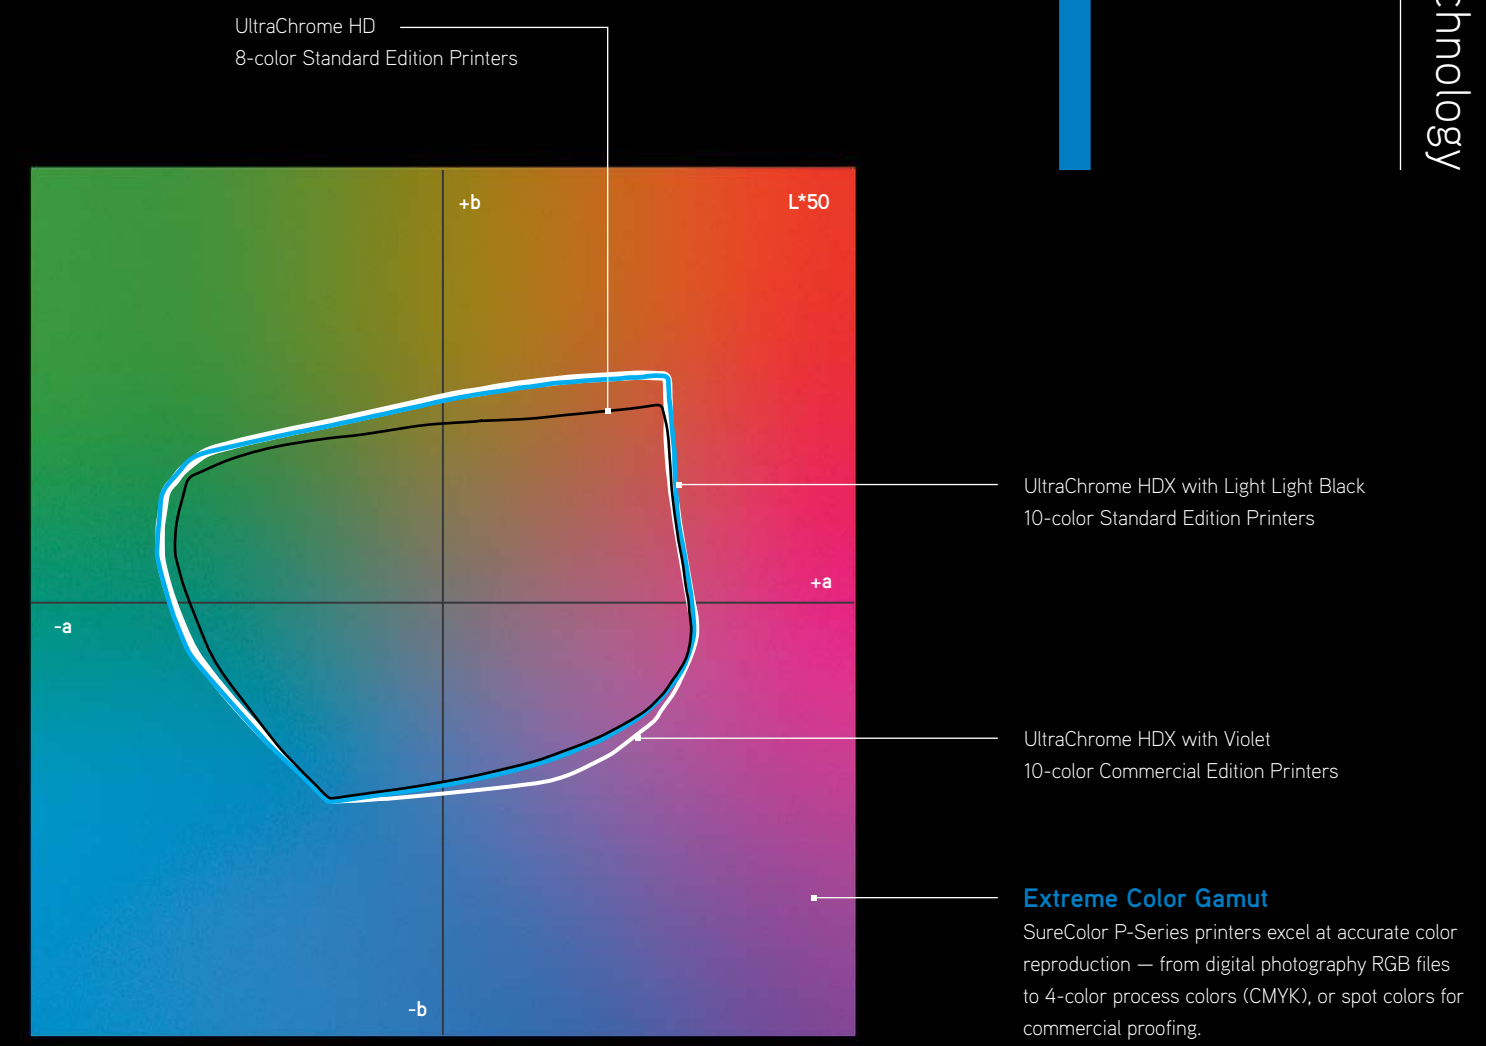 UltraChrome HD
8-color Standard Edition Printers
chnology
+b
L*50
UltraChrome HDX with Light Light Black
10-color Standard Edition Printers
+a
-a
UltraChrome HDX with Violet
10-color Commercial Edition Printers
Extreme Color Gamut
SureColor P-Series printers excel at accurate color
reproduction — from digital photography RGB files
to 4-color process colors (CMYK), or spot colors for
commercial proofing.
-b